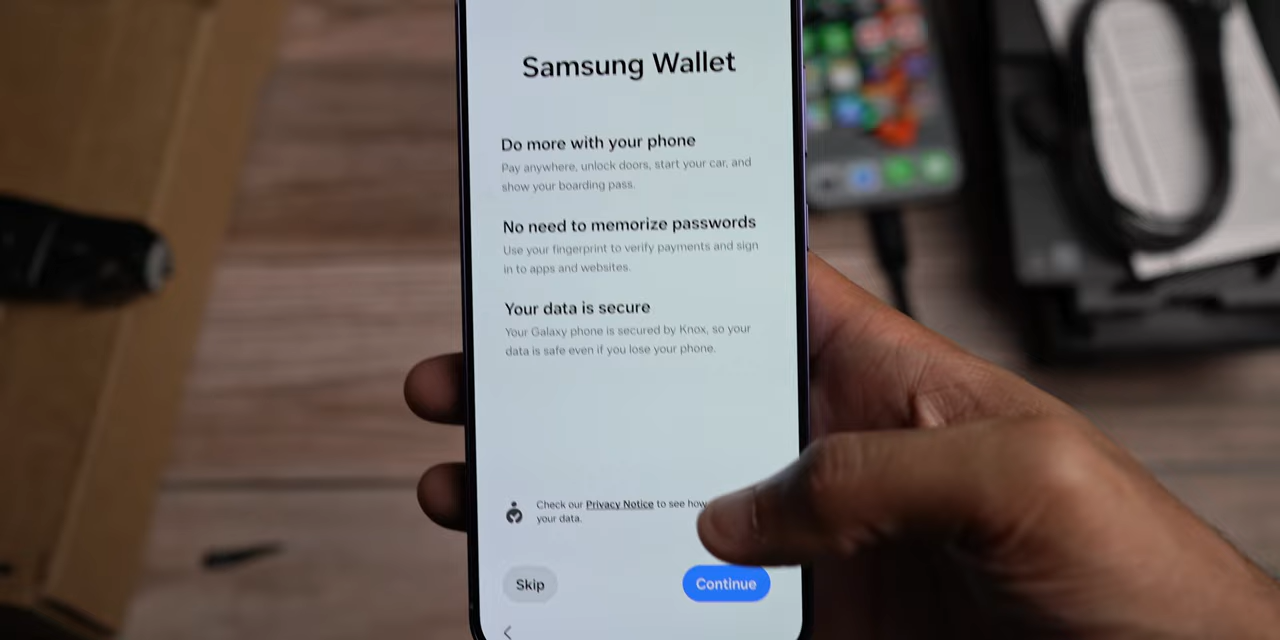 Samsung Wallet
Do more with your phone
Pay anywhere, unlock doors, start your car, and
show your boarding pass.
No need to memorize passwords
Use your fingerprint to verify payments and sign
in to apps and websites.
Your data is secure
Your Galaxy phone is secured by Knox, so your
data is safe even if you lose your phone.
Check our Privacy Notice to see how
your data.
Skip
Continue